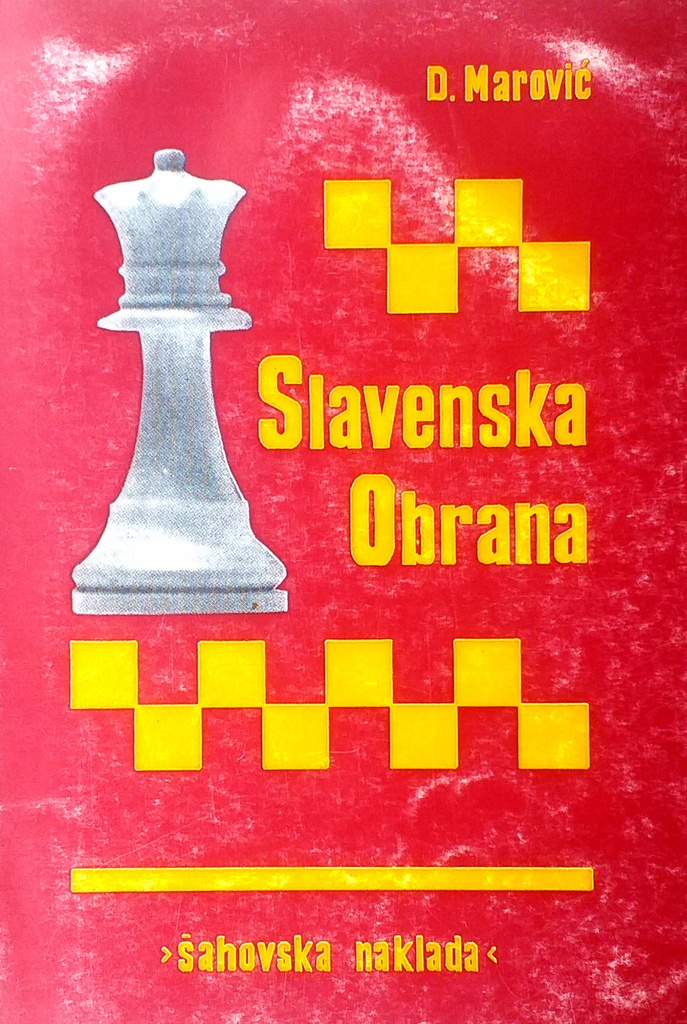 D. Marović
Slavenska
Obrana
›šahovska naklada‹